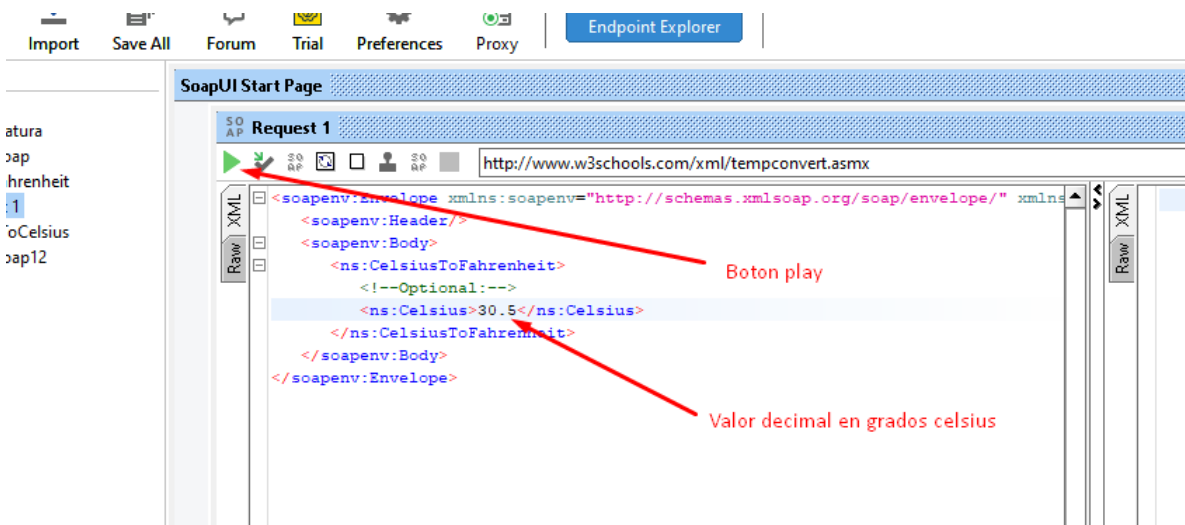 Import Save All Forum Trial Preferences Proxy Endpoint Explorer
SoapUI Start Page
atura
oap
hrenheit
1
ToCelsius
oap12
SO AP Request 1
http://www.w3schools.com/xml/tempconvert.asmx
XML
Raw
<soapenv:Envelope xmlns:soapenv="http://schemas.xmlsoap.org/soap/envelope/" xmlns
<soapenv:Header/>
<soapenv:Body>
<ns:CelsiusToFahrenheit>
<!--Optional:-->
<ns:Celsius>30.5</ns:Celsius>
</ns:CelsiusToFahrenheit>
</soapenv:Body>
</soapenv:Envelope>
Boton play
Valor decimal en grados celsius
XML
Raw